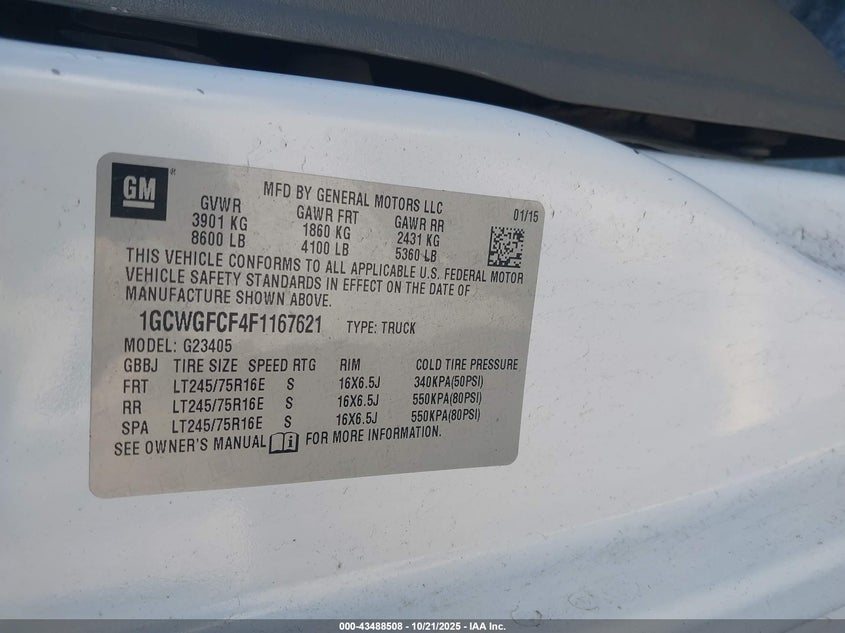 GM
MFD BY GENERAL MOTORS LLC
01/15
GVWR GAWR FRT GAWR RR
3901 KG 1860 KG 2431 KG
8600 LB 4100 LB 5360 LB
THIS VEHICLE CONFORMS TO ALL APPLICABLE U.S. FEDERAL MOTOR
VEHICLE SAFETY STANDARDS IN EFFECT ON THE DATE OF
MANUFACTURE SHOWN ABOVE.
1GCWGFCF4F1167621 TYPE: TRUCK
MODEL: G23405
GBBJ TIRE SIZE SPEED RTG RIM COLD TIRE PRESSURE
FRT LT245/75R16E S 16X6.5J 340KPA(50PSI)
RR LT245/75R16E S 16X6.5J 550KPA(80PSI)
SPA LT245/75R16E S 16X6.5J 550KPA(80PSI)
SEE OWNER'S MANUAL FOR MORE INFORMATION.
000-43488508 - 10/21/2025 - IAA Inc.